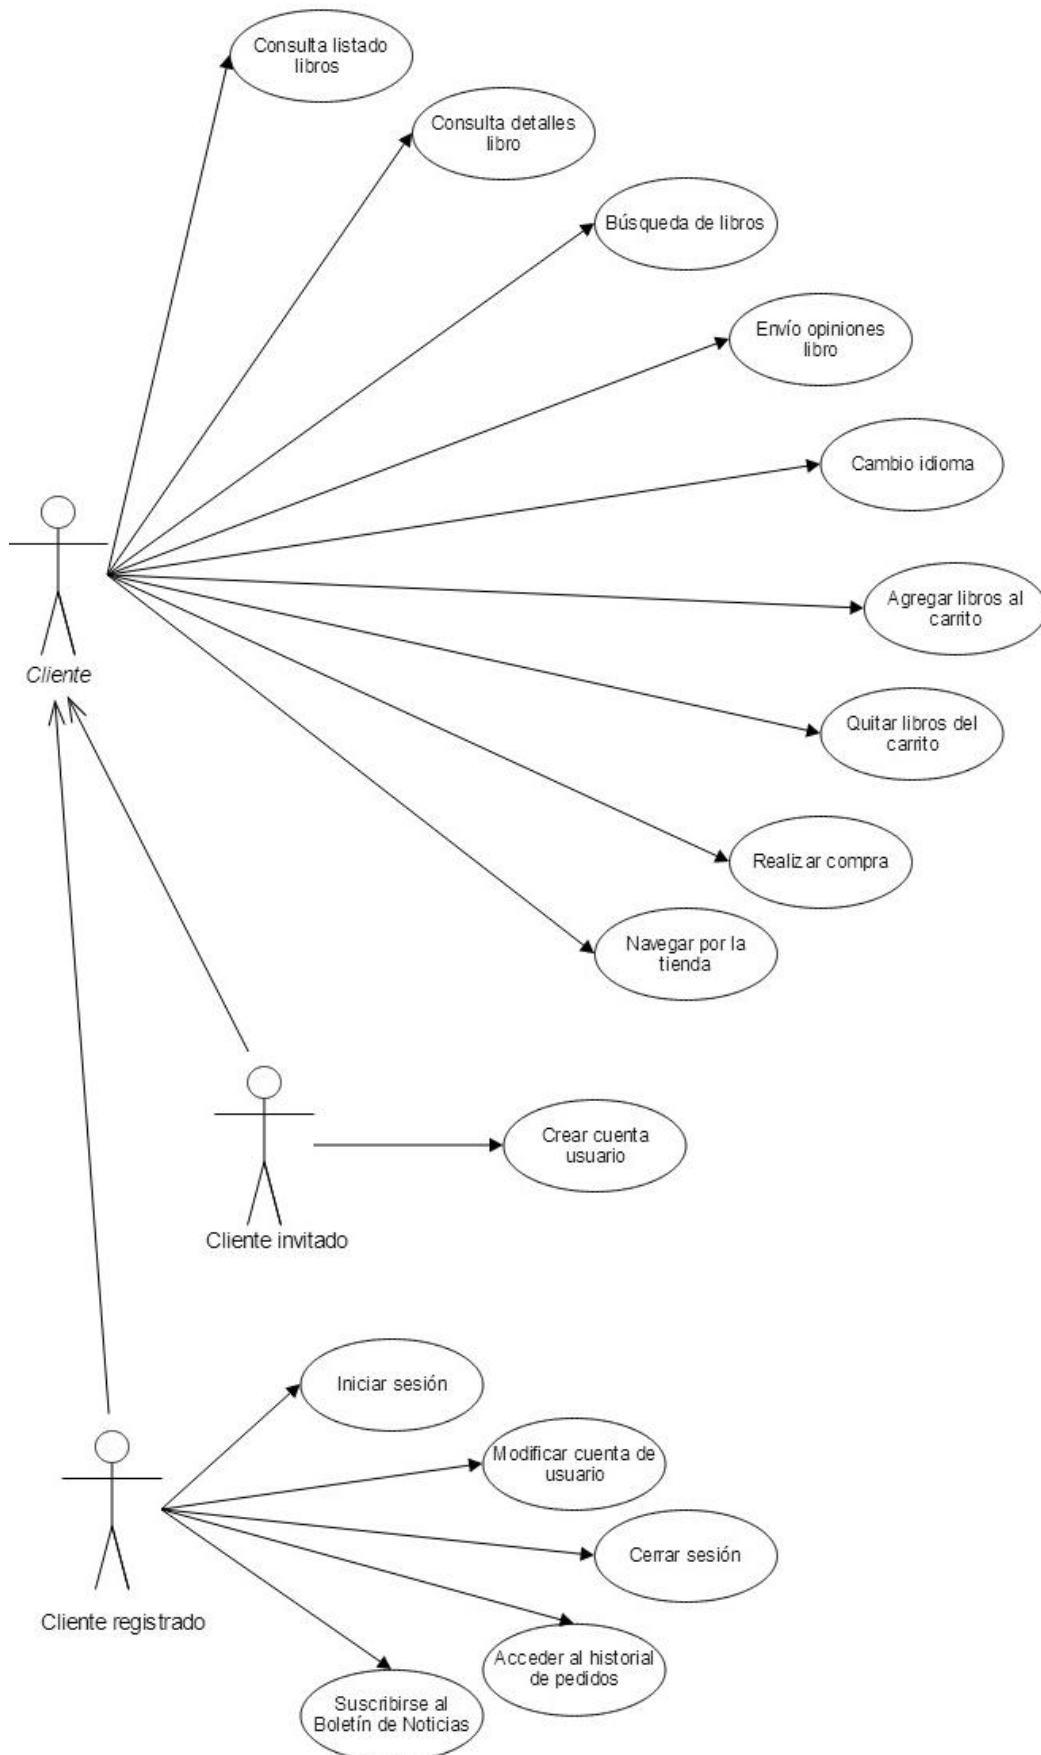 Consulta listado
libros
Consulta detalles
libro
Búsqueda de libros
Envío opiniones
libro
Cambio idioma
Agregar libros al
carrito
Cliente
Quitar libros del
carrito
Realizar compra
Navegar por la
tienda
Crear cuenta
usuario
Cliente invitado
Iniciar sesión
Modificar cuenta de
usuario
Cerrar sesión
Cliente registrado
Acceder al historial
de pedidos
Suscribirse al
Boletín de Noticias